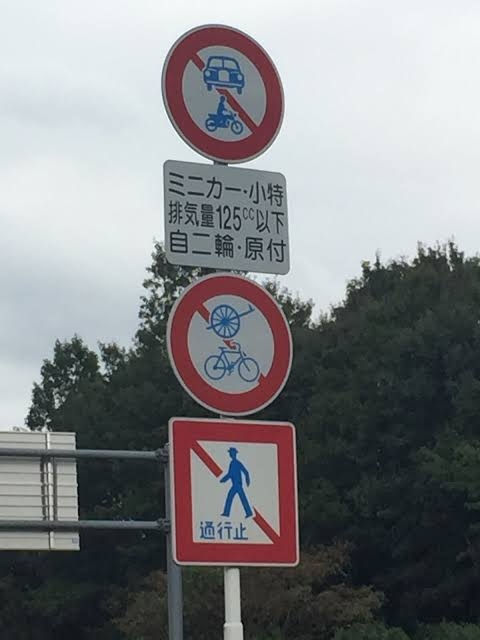 ミニカー・小特
排気量125cc以下
自二輪・原付
通行止